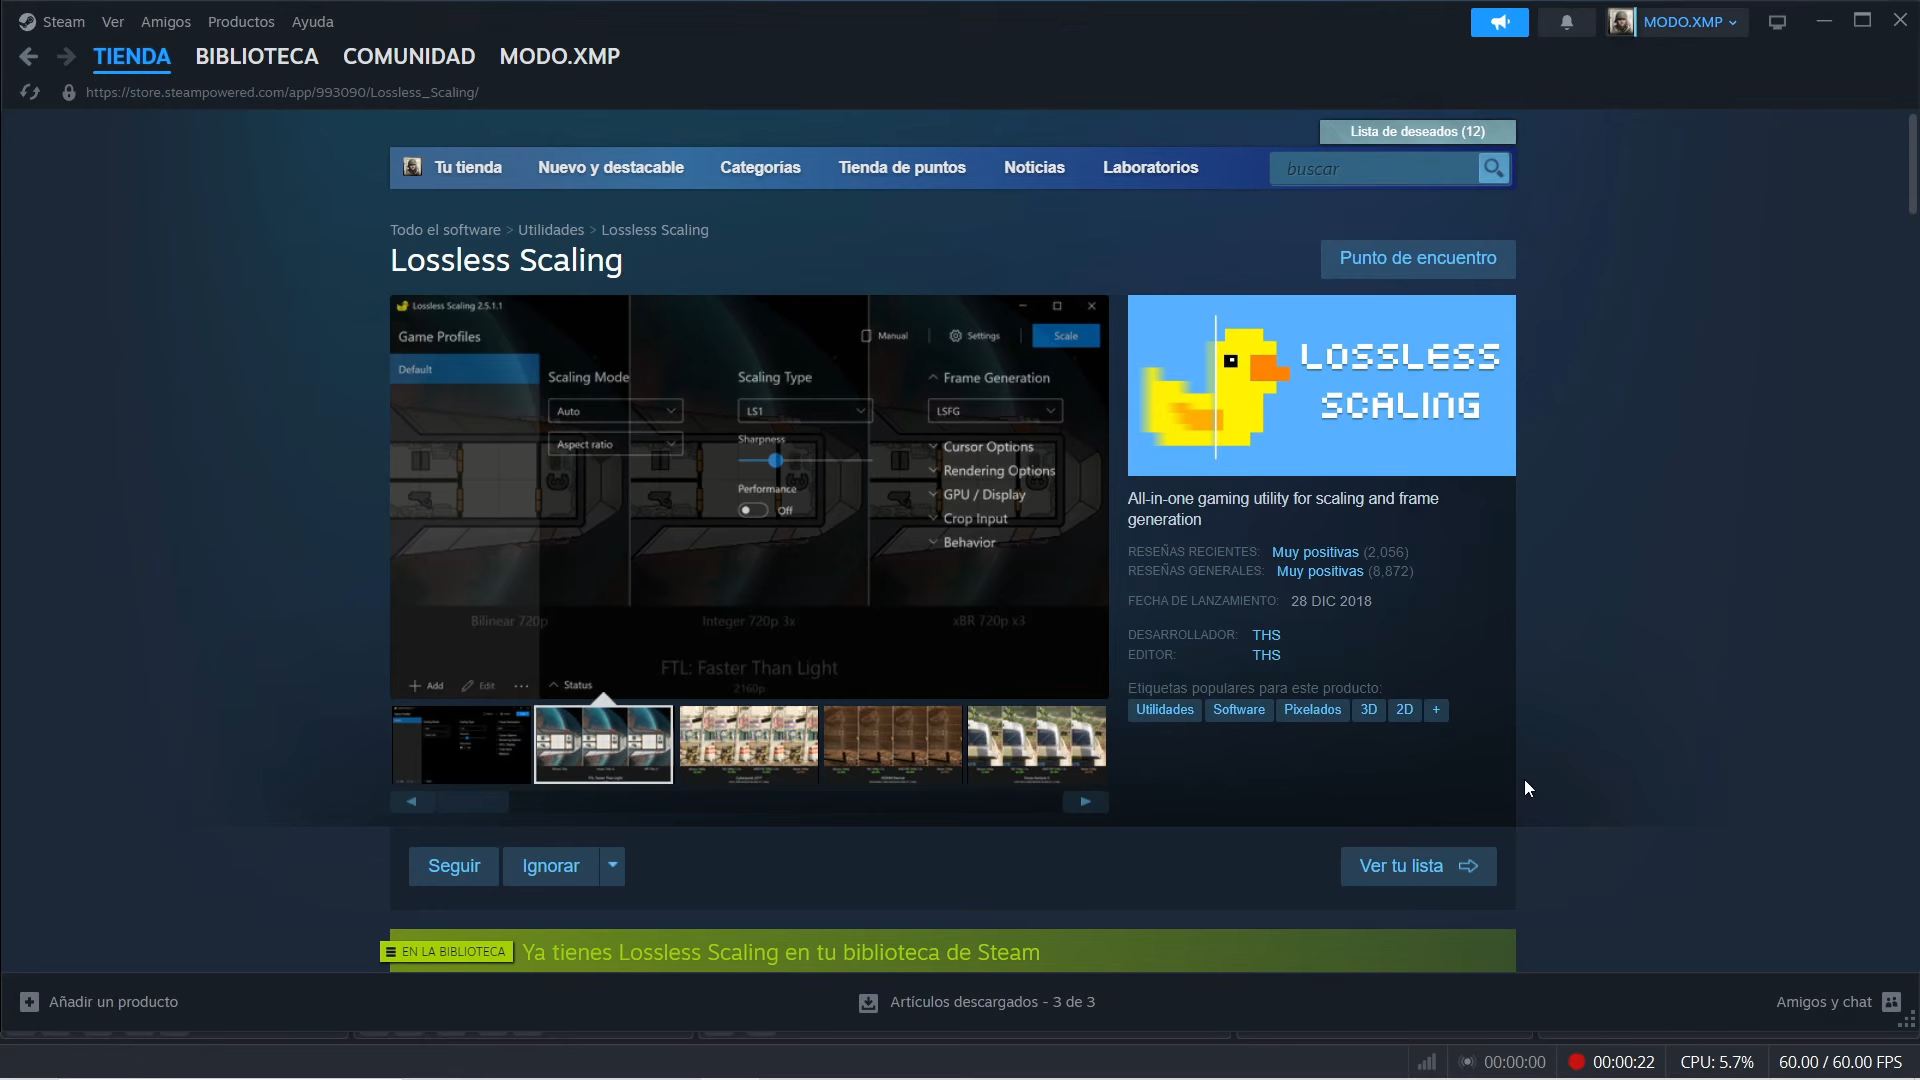 Steam Ver Amigos Productos Ayuda
MODO.XMP
TIENDA BIBLIOTECA COMUNIDAD MODO.XMP
https://store.steampowered.com/app/993090/Lossless_Scaling/
Lista de deseados (12)
Tu tienda Nuevo y destacable Categorías Tienda de puntos Noticias Laboratorios buscar
Todo el software > Utilidades > Lossless Scaling
Lossless Scaling
Punto de encuentro
Lossless Scaling 2.5.1.1
Game Profiles
Manual Settings Scale
Default
Scaling Mode Scaling Type Frame Generation
Auto LS1 LSFG
Aspect ratio Sharpness
Cursor Options
Rendering Options
Performance GPU / Display
Off
Crop Input
Behavior
Bilinear 720p Integer 720p 3x xBR 720p x3
FTL: Faster Than Light
2160p
Add Edit ... Status
LOSSLESS
SCALING
All-in-one gaming utility for scaling and frame
generation
RESEÑAS RECIENTES: Muy positivas (2,056)
RESEÑAS GENERALES: Muy positivas (8,872)
FECHA DE LANZAMIENTO: 28 DIC 2018
DESARROLLADOR: THS
EDITOR: THS
Etiquetas populares para este producto:
Utilidades Software Pixelados 3D 2D +
Seguir Ignorar Ver tu lista
EN LA BIBLIOTECA Ya tienes Lossless Scaling en tu biblioteca de Steam
Añadir un producto Artículos descargados - 3 de 3 Amigos y chat
00:00:00 00:00:22 CPU: 5.7% 60.00 / 60.00 FPS